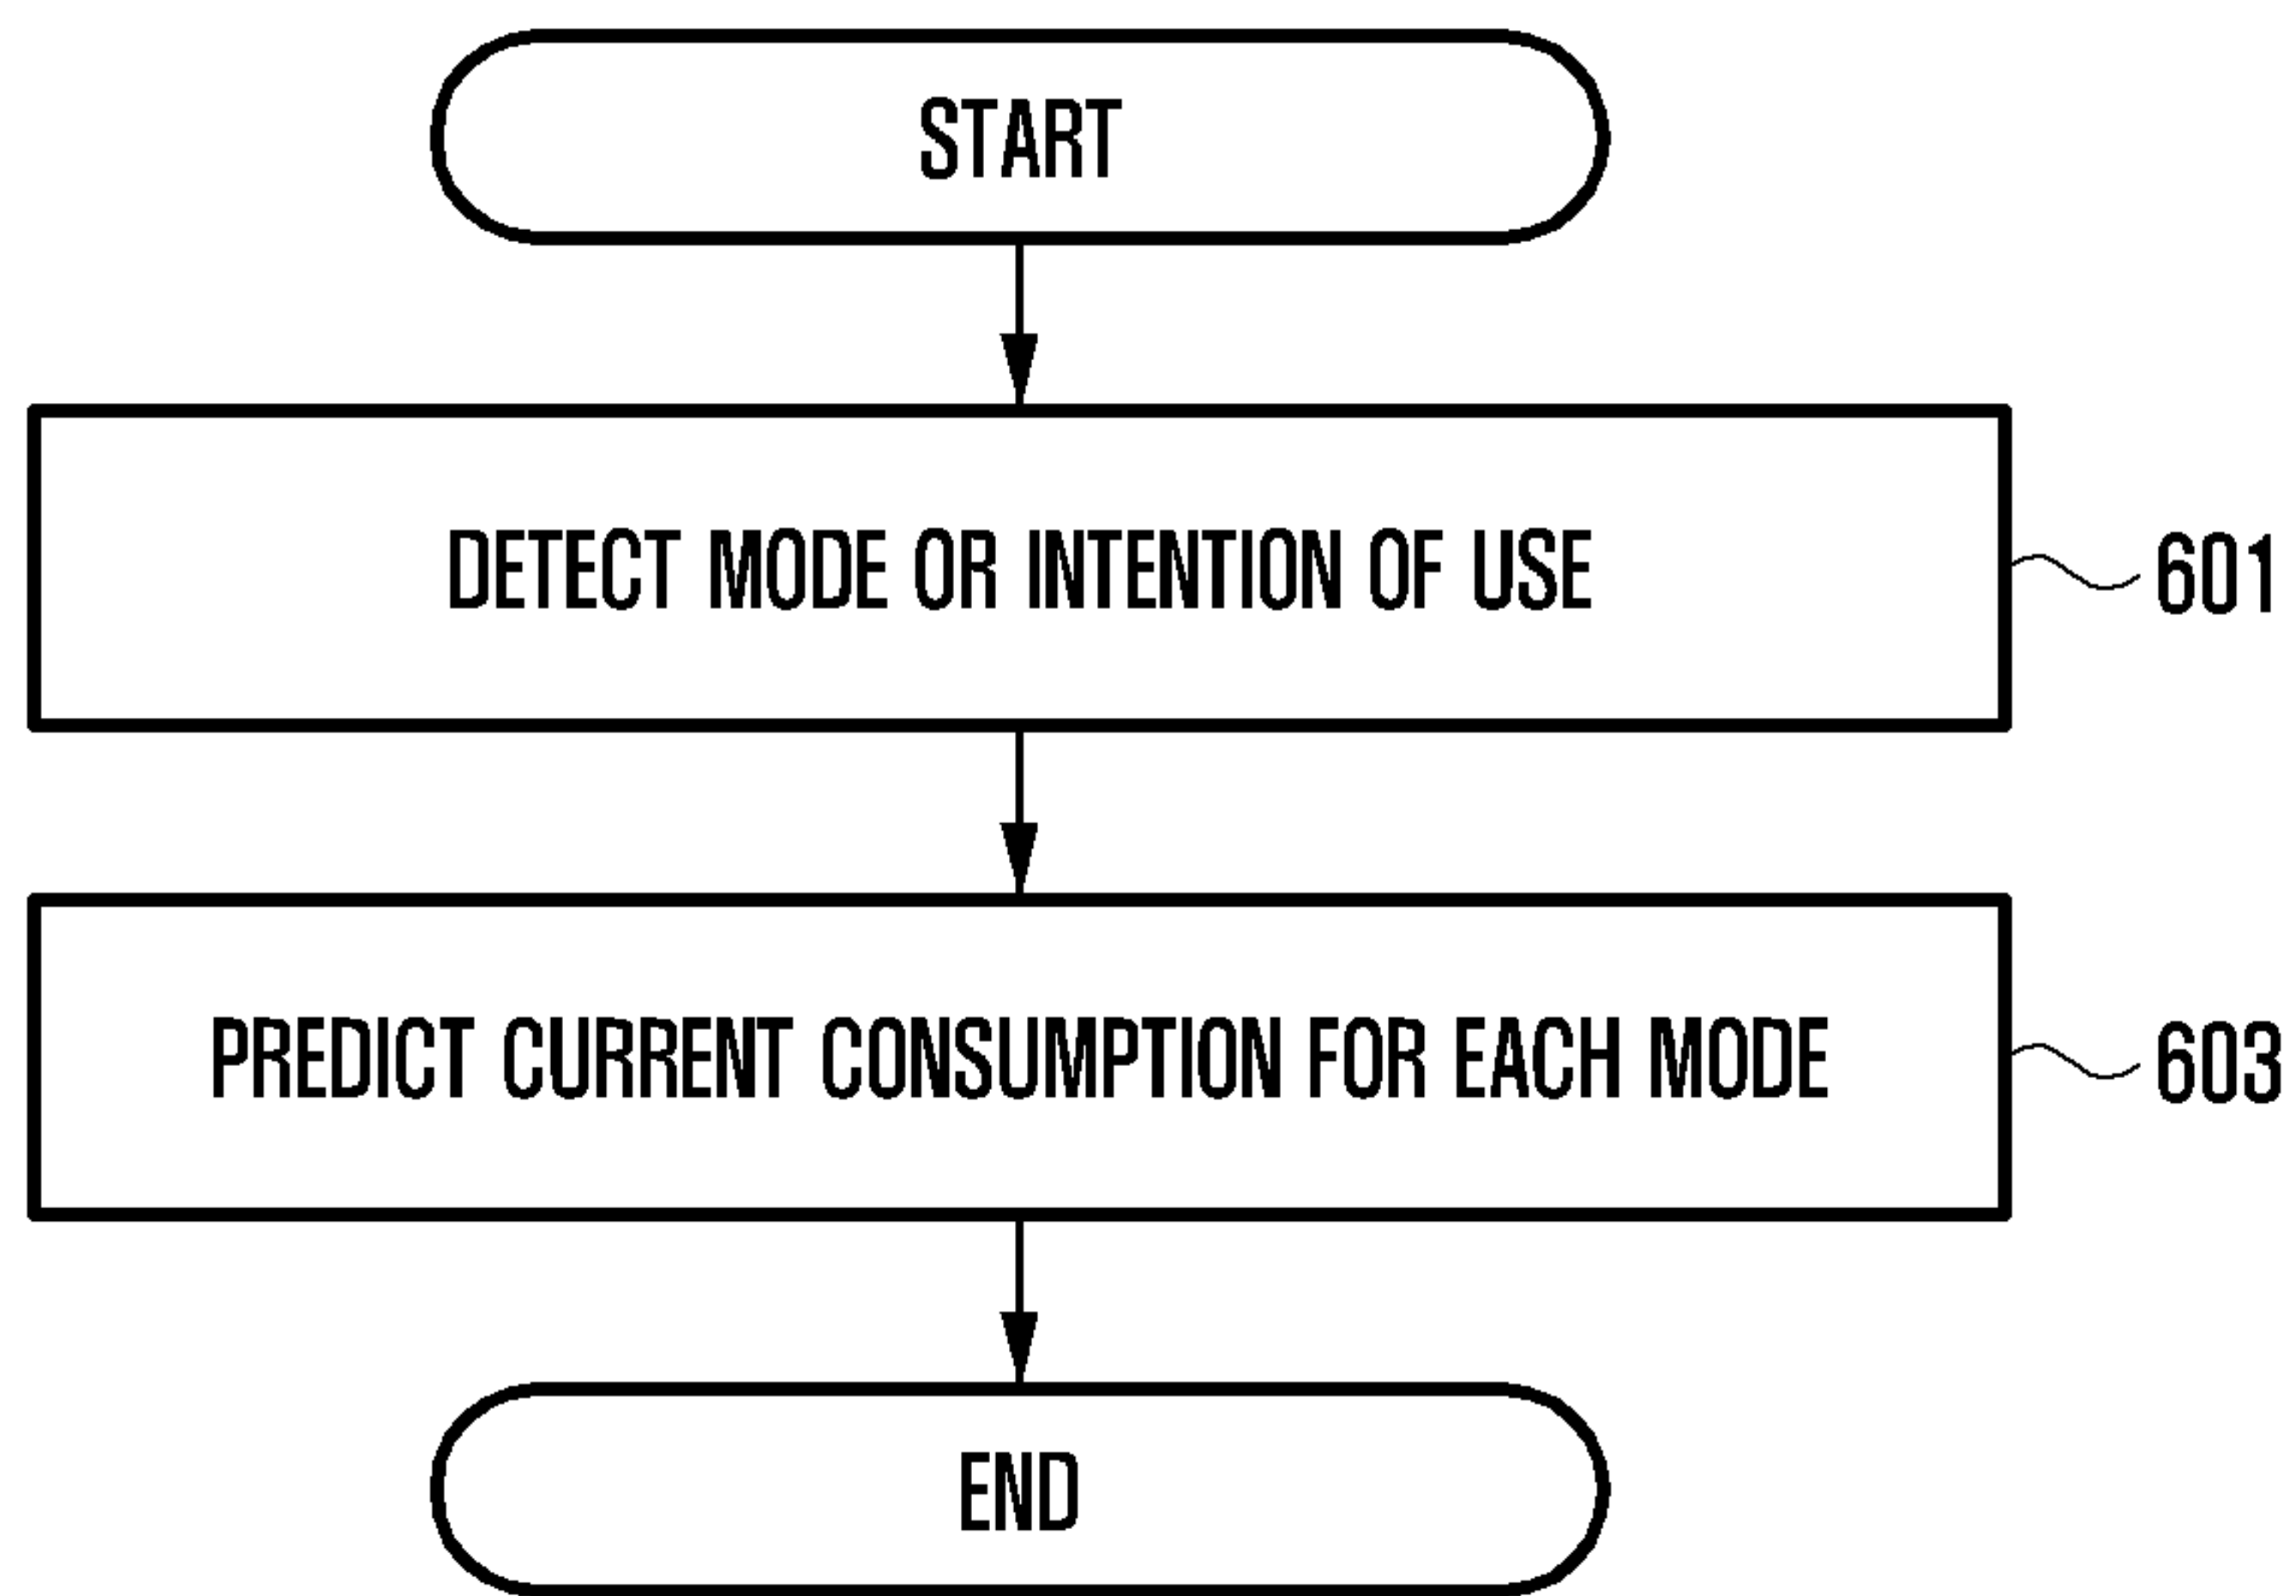 START
DETECT MODE OR INTENTION OF USE
601
PREDICT CURRENT CONSUMPTION FOR EACH MODE
603
END